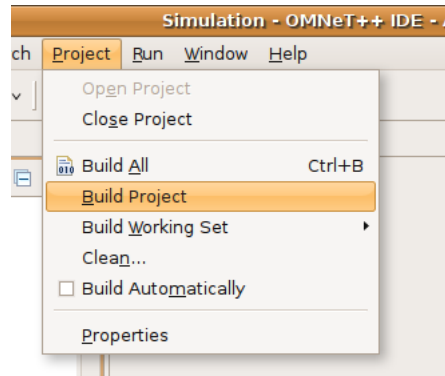 Simulation - OMNeT++ IDE -
ch Project Run Window Help
Open Project
Close Project
010 Build All Ctrl+B
Build Project
Build Working Set
Clean...
Build Automatically
Properties